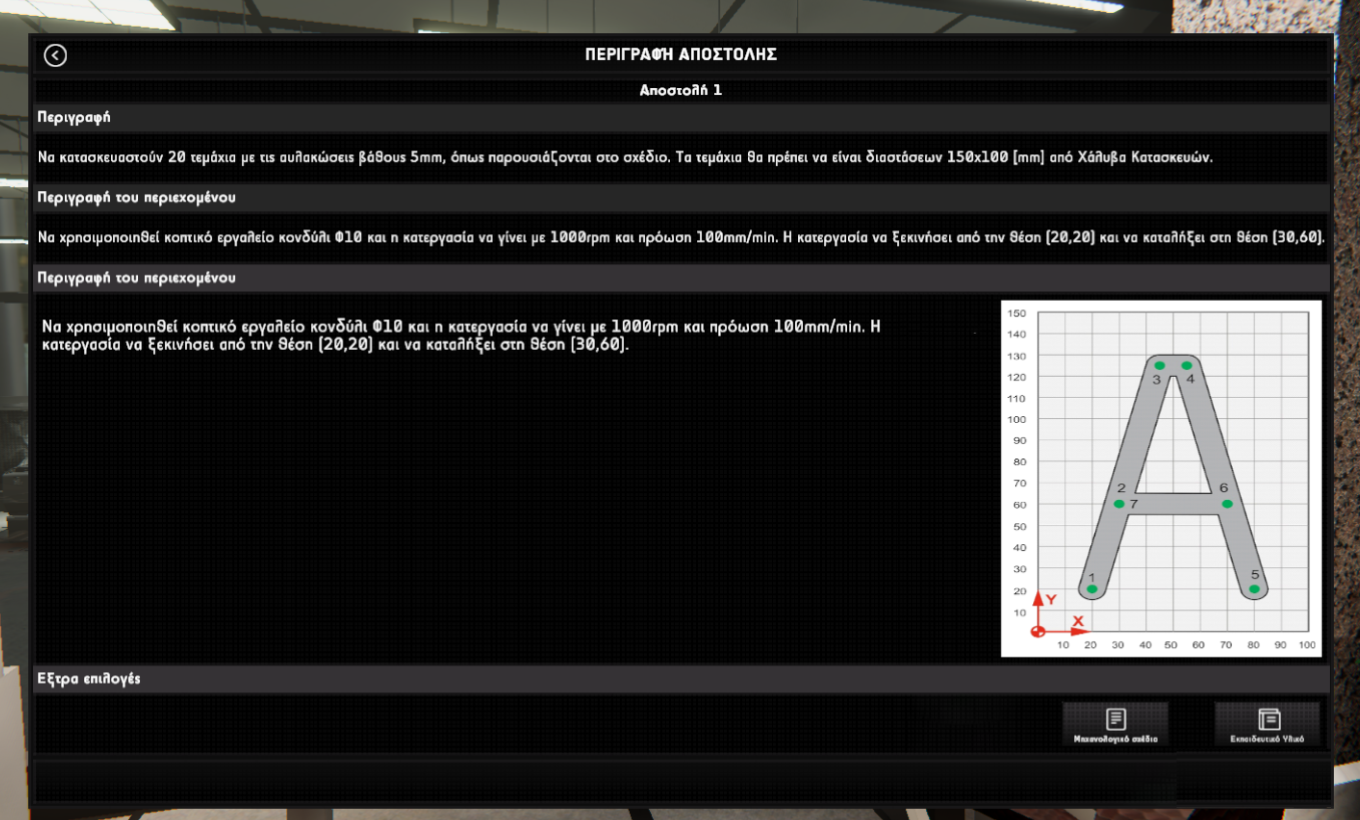 ΠΕΡΙΓΡΑΦΉ ΑΠΟΣΤΟΛΗΣ
Αποστολή 1
Περιγραφή
Να κατασκευαστούν 20 τεμάχια με τις αυλακώσεις βάθους 5mm, όπως παρουσιάζονται στο σχέδιο. Τα τεμάχια θα πρέπει να είναι διαστάσεων 150x100 [mm] από Χάλυβα Κατασκευών.
Περιγραφή του περιεχομένου
Να χρησιμοποιηθεί κοπτικό εργαλείο κονδύλι Φ10 και η κατεργασία να γίνει με 1000rpm και πρόωση 100mm/min. Η κατεργασία να ξεκινήσει από την θέση (20,20) και να καταλήξει στη θέση (30,60).
Περιγραφή του περιεχομένου
Να χρησιμοποιηθεί κοπτικό εργαλείο κονδύλι Φ10 και η κατεργασία να γίνει με 1000rpm και πρόωση 100mm/min. Η
κατεργασία να ξεκινήσει από την θέση (20,20) και να καταλήξει στη θέση (30,60).
150
140
130
120
110
100
90
80
70
60
50
40
30
20
10
3 4
2 6
7
1 5
Y
X
10 20 30 40 50 60 70 80 90 100
Εξτρα επιλογές
Μηχανολογικό σχέδιο
Εκπαιδευτικό Υλικό